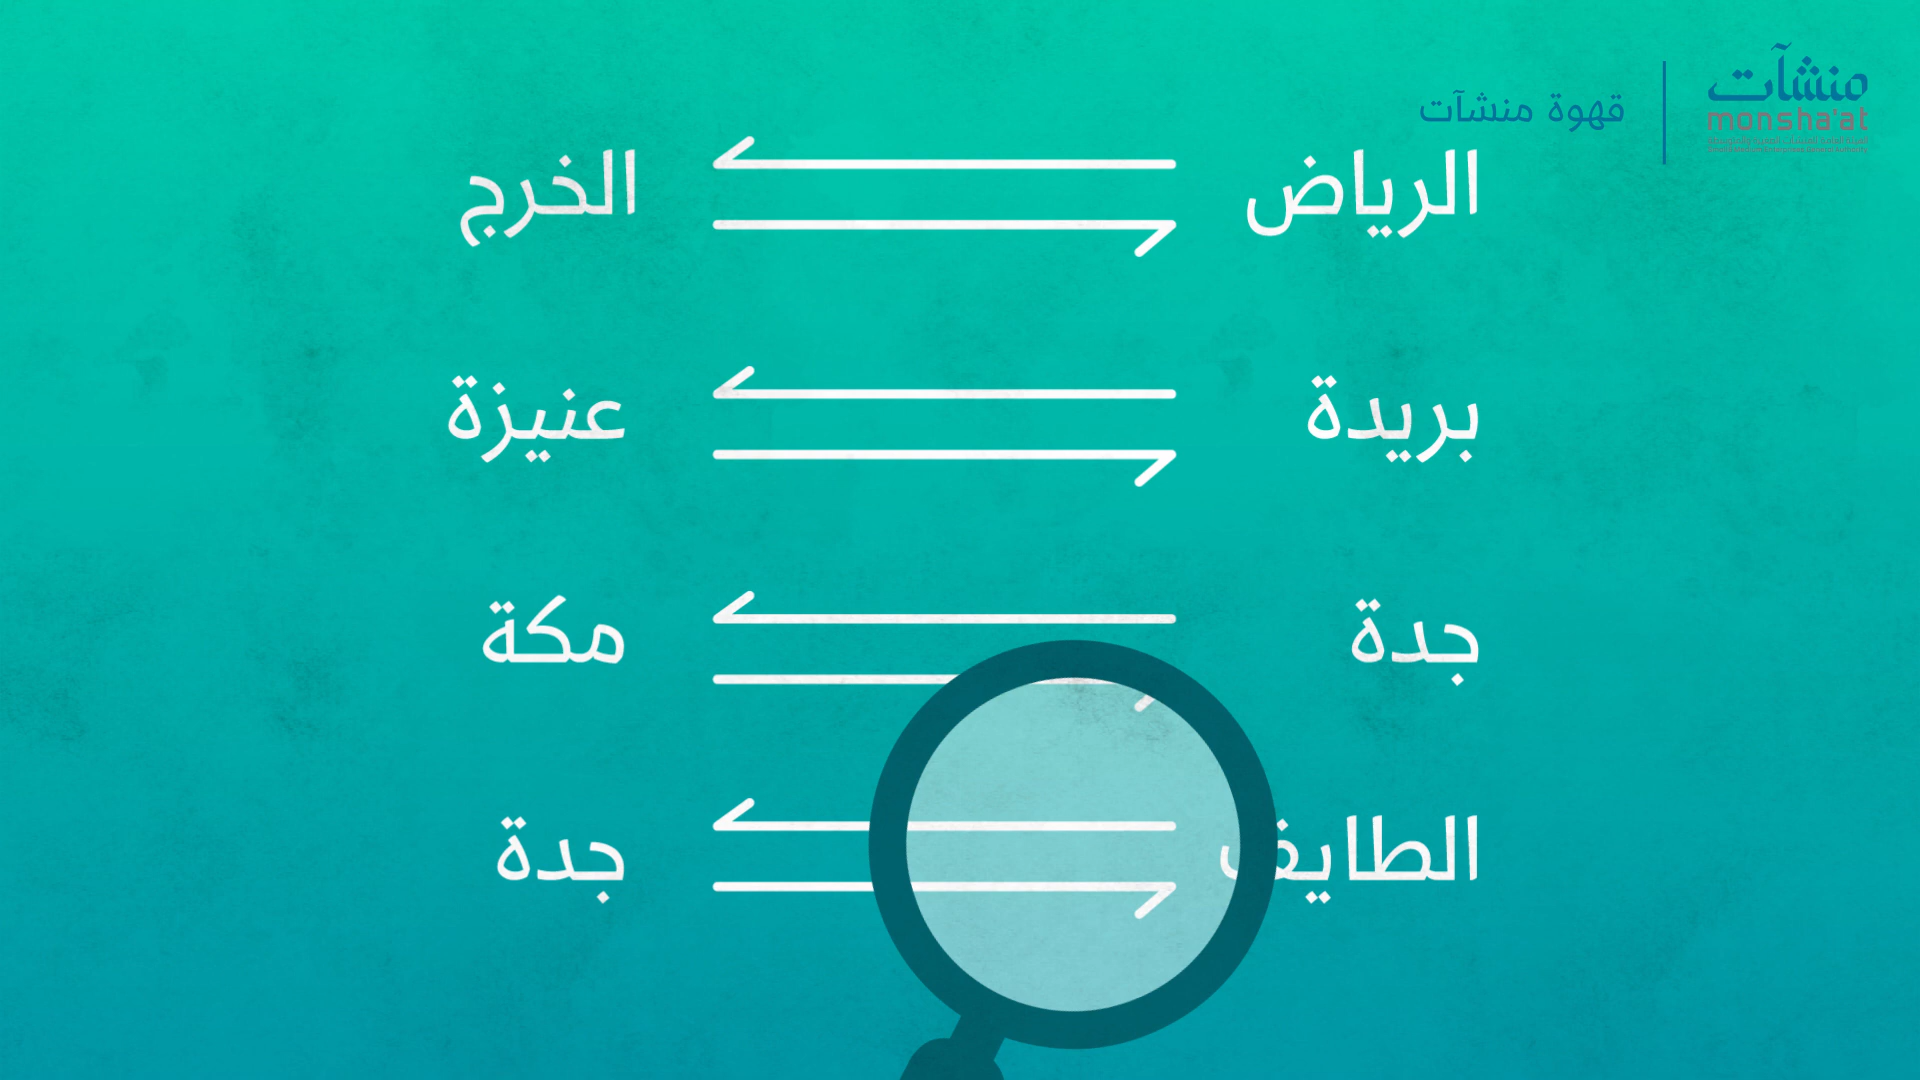 منشآت
monsha'at
قهوة منشآت
الرياض الخرج
بريدة عنيزة
جدة مكة
الطايف جدة